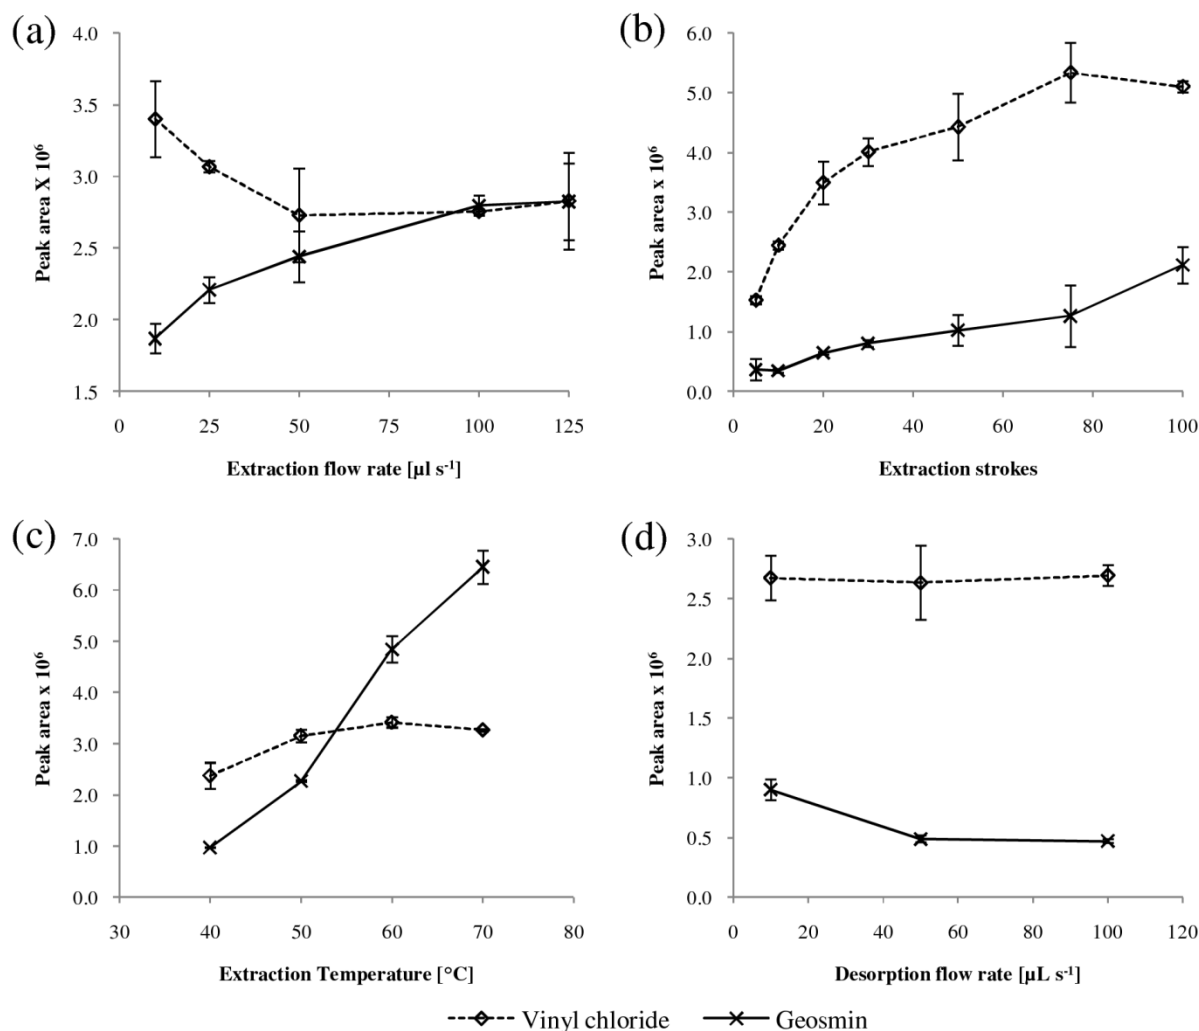 (a)
4.0
3.5
3.0
2.5
2.0
1.5
Peak area X 10⁶
0 25 50 75 100 125
Extraction flow rate [µl s⁻¹]
(b)
6.0
5.0
4.0
3.0
2.0
1.0
0.0
Peak area x 10⁶
0 20 40 60 80 100
Extraction strokes
(c)
7.0
6.0
5.0
4.0
3.0
2.0
1.0
0.0
Peak area x 10⁶
30 40 50 60 70 80
Extraction Temperature [°C]
(d)
3.0
2.5
2.0
1.5
1.0
0.5
0.0
Peak area x 10⁶
0 20 40 60 80 100 120
Desorption flow rate [µL s⁻¹]
Vinyl chloride Geosmin